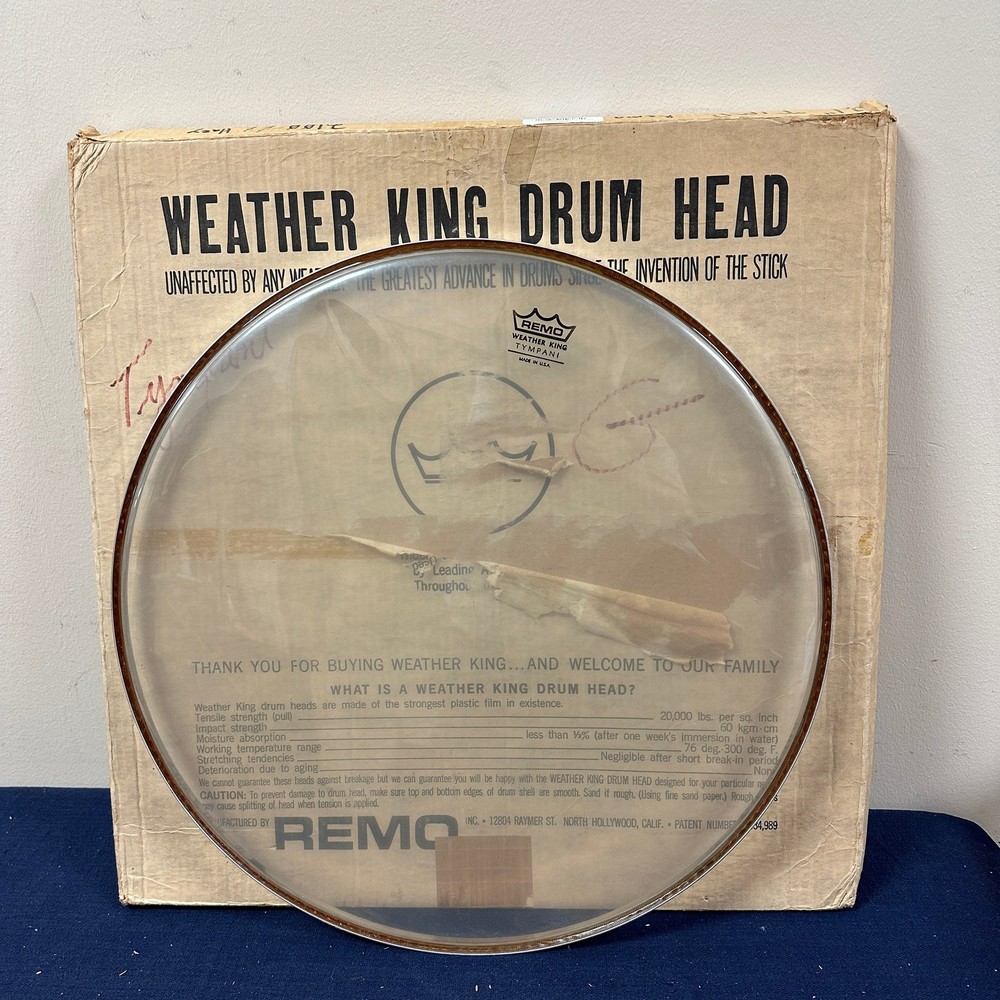 WEATHER KING DRUM HEAD
UNAFFECTED BY ANY THE GREATEST ADVANCE IN DRUMS THE INVENTION OF THE STICK
REMO
WEATHER KING
TYMPANI
MADE IN U.S.A.
By Leading
THANK YOU FOR BUYING WEATHER KING...AND WELCOME TO OUR FAMILY
WHAT IS A WEATHER KING DRUM HEAD?
Weather King drum heads are made of the strongest plastic film in existence.
Tensile strength (pull) 20,000 lbs. per sq. inch
Impact strength 60 kgm-cm
Moisture absorption less than ½% (after one week's immersion in water)
Working temperature range 76 deg.-300 deg. F.
Stretching tendencies Negligible after short break-in period
Deterioration due to aging
We cannot guarantee these heads against breakage but we can guarantee you will be happy with the WEATHER KING DRUM HEAD designed for your particular
CAUTION: To prevent damage to drum head, make sure top and bottom edges of drum shell are smooth. Sand if rough. (Using fine sand paper.) Rough
may cause splitting of head when tension is applied.
BY REMO INC. • 12804 RAYMER ST. NORTH HOLLYWOOD, CALIF. • PATENT